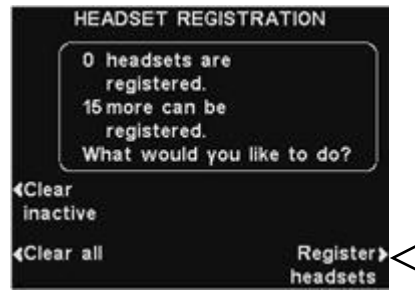 HEADSET REGISTRATION
0 headsets are
registered.
15 more can be
registered.
What would you like to do?
Clear
inactive
Clear all
Register
headsets